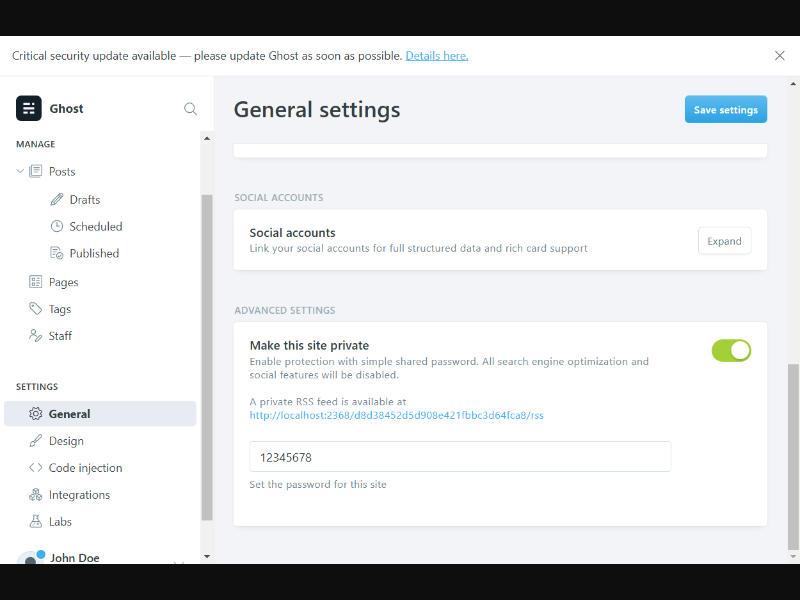 Critical security update available — please update Ghost as soon as possible. Details here.
Ghost
MANAGE
Posts
Drafts
Scheduled
Published
Pages
Tags
Staff
SETTINGS
General
Design
Code injection
Integrations
Labs
John Doe
General settings
Save settings
SOCIAL ACCOUNTS
Social accounts
Link your social accounts for full structured data and rich card support
Expand
ADVANCED SETTINGS
Make this site private
Enable protection with simple shared password. All search engine optimization and
social features will be disabled.
A private RSS feed is available at
http://localhost:2368/d8d38452d5d908e421fbbc3d64fca8/rss
12345678
Set the password for this site